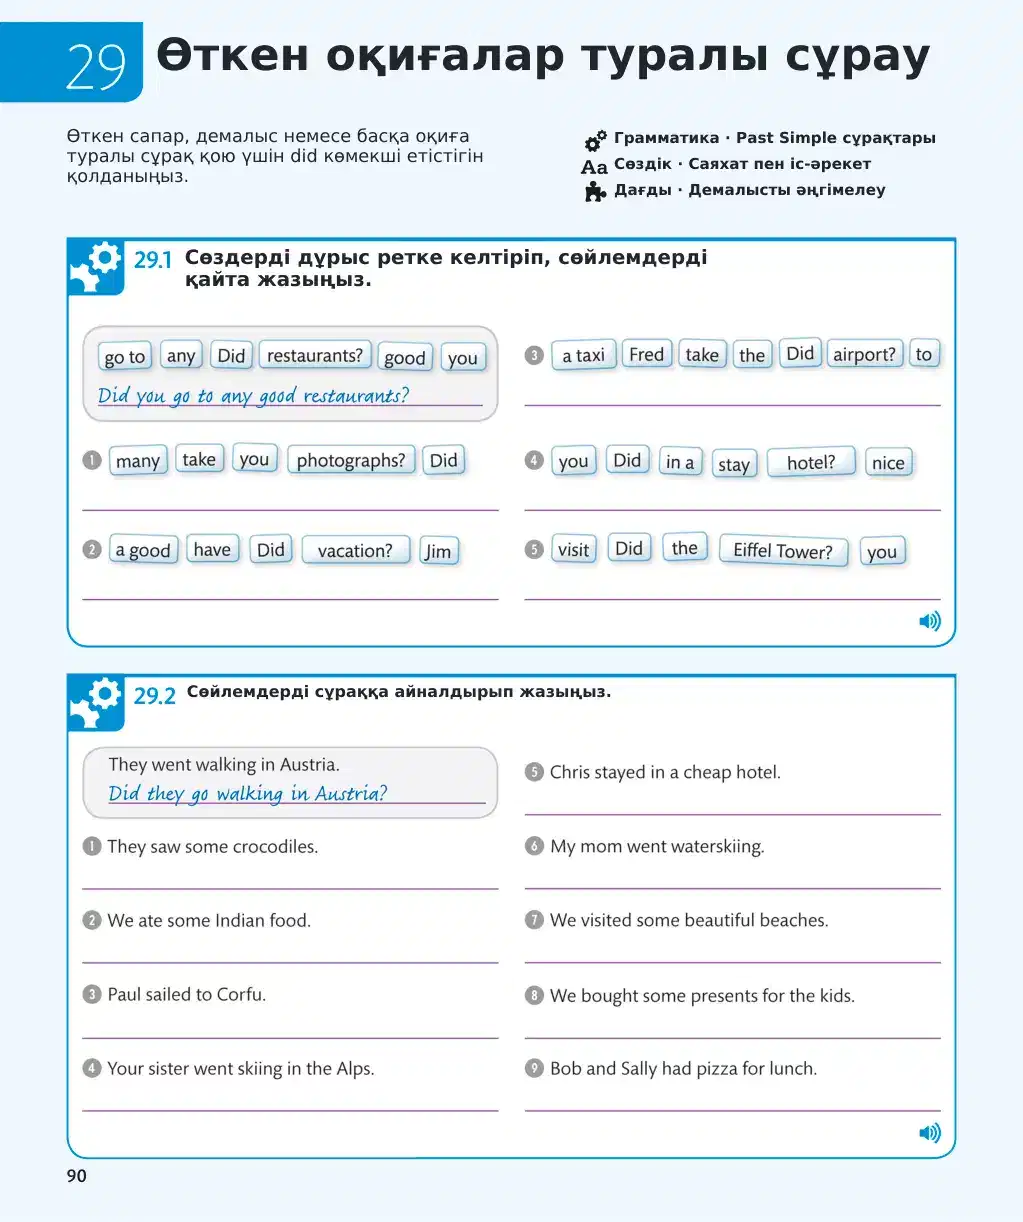 29
Өткен оқиғалар туралы сұрау
Өткен сапар, демалыс немесе басқа оқиға
туралы сұрақ қою үшін did көмекші етістігін
қолданыңыз.
Грамматика · Past Simple сұрақтары
Aa Сөздік · Саяхат пен іс-әрекет
Дағды · Демалысты әңгімелеу
29.1 Сөздерді дұрыс ретке келтіріп, сөйлемдерді
қайта жазыңыз.
go to any Did restaurants? good you
Did you go to any good restaurants?
1 many take you photographs? Did
2 a good have Did vacation? Jim
3 a taxi Fred take the Did airport? to
4 you Did in a stay hotel? nice
5 visit Did the Eiffel Tower? you
29.2 Сөйлемдерді сұраққа айналдырып жазыңыз.
They went walking in Austria.
Did they go walking in Austria?
1 They saw some crocodiles.
2 We ate some Indian food.
3 Paul sailed to Corfu.
4 Your sister went skiing in the Alps.
5 Chris stayed in a cheap hotel.
6 My mom went waterskiing.
7 We visited some beautiful beaches.
8 We bought some presents for the kids.
9 Bob and Sally had pizza for lunch.
90